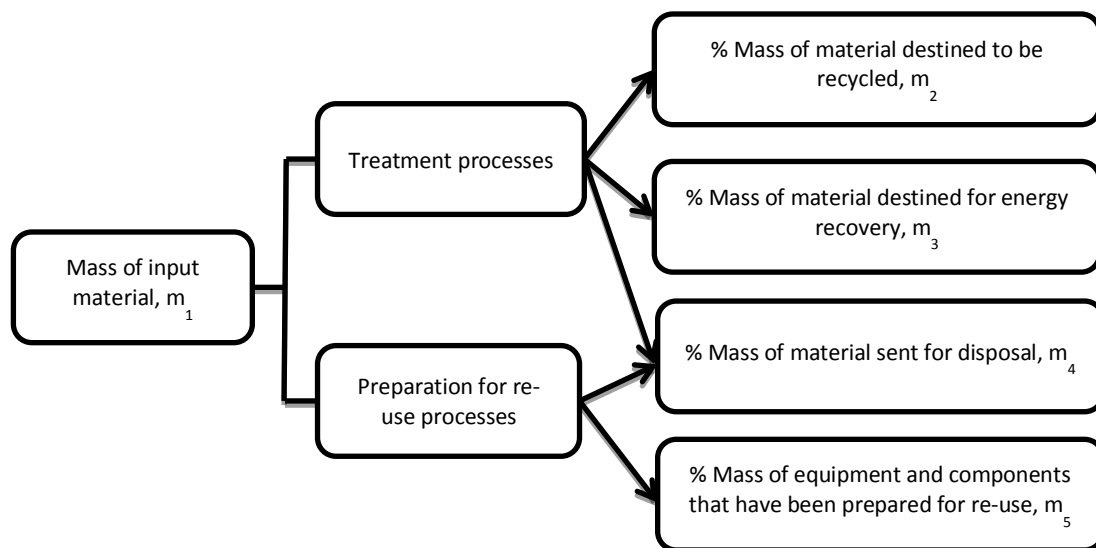 Mass of input
material, m₁
Treatment processes
Preparation for re-
use processes
% Mass of material destined to be
recycled, m₂
% Mass of material destined for energy
recovery, m₃
% Mass of material sent for disposal, m₄
% Mass of equipment and components
that have been prepared for re-use, m₅